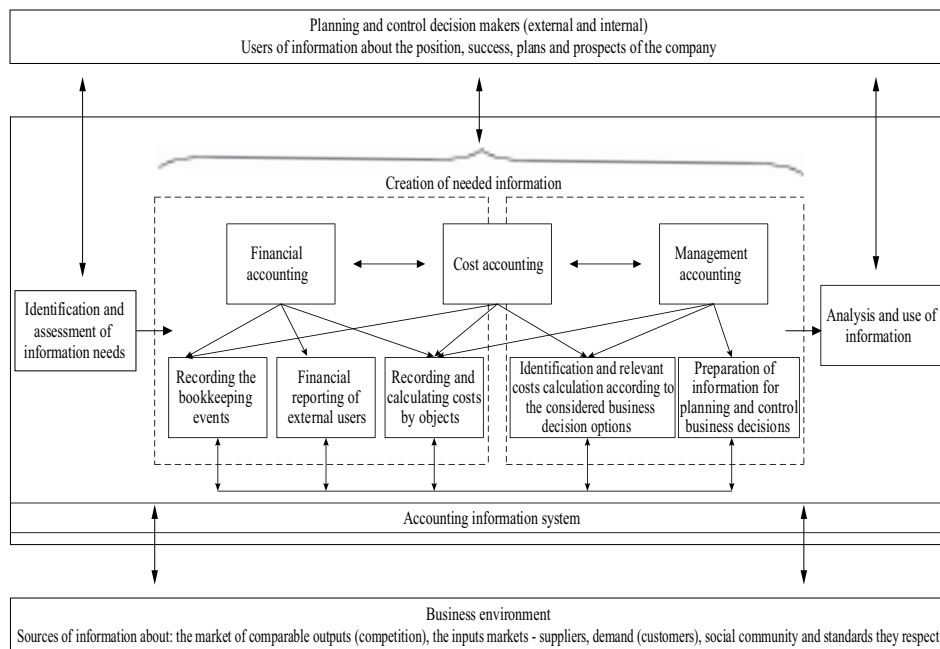 Planning and control decision makers (external and internal)
Users of information about the position, success, plans and prospects of the company
Creation of needed information
Financial
accounting
Cost accounting
Management
accounting
Identification and
assessment of
information needs
Analysis and use of
information
Recording the
bookkeeping
events
Financial
reporting of
external users
Recording and
calculating costs
by objects
Identification and relevant
costs calculation according to
the considered business
decision options
Preparation of
information for
planning and control
business decisions
Accounting information system
Business environment
Sources of information about: the market of comparable outputs (competition), the inputs markets - suppliers, demand (customers), social community and standards they respect